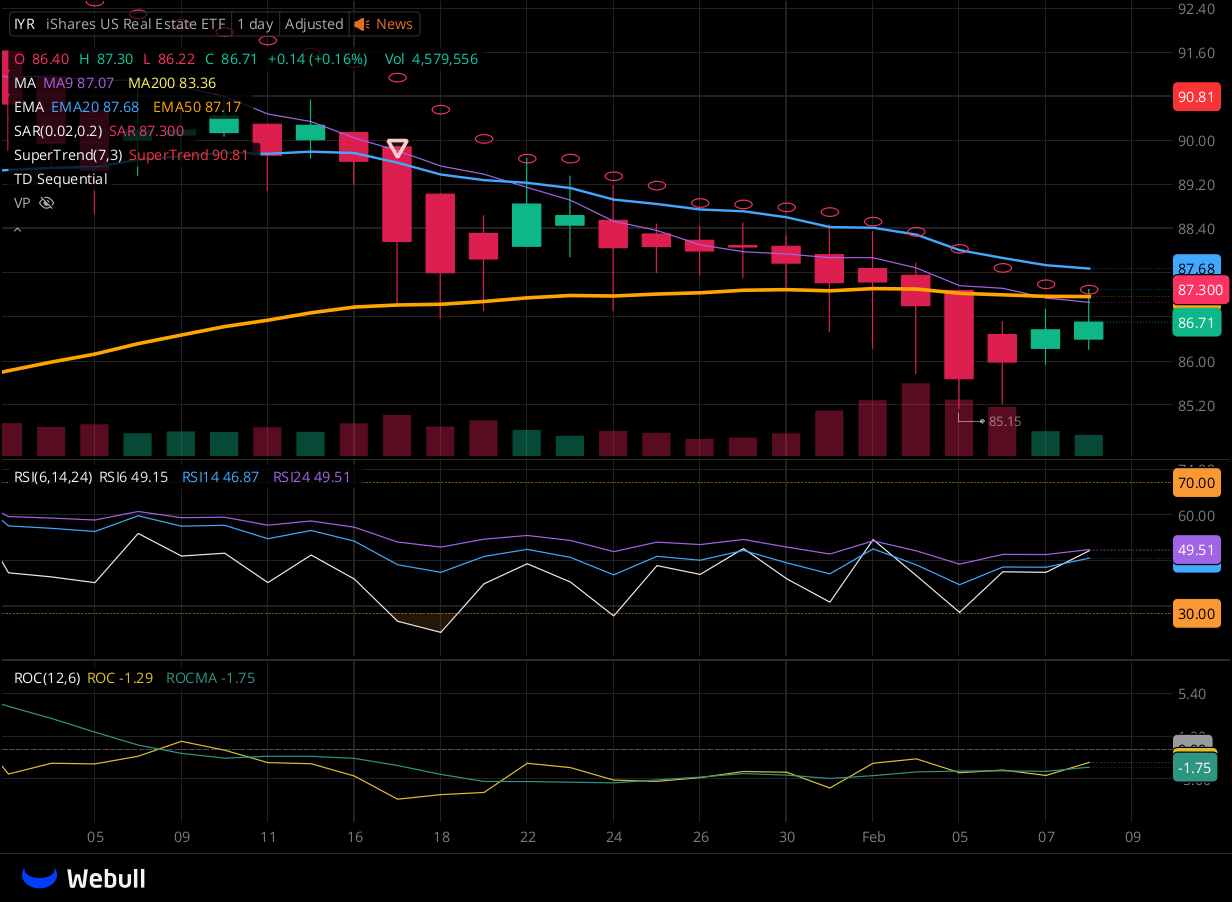 IYR iShares US Real Estate ETF 1 day Adjusted News
O 86.40 H 87.30 L 86.22 C 86.71 +0.14 (+0.16%) Vol 4,579,556
MA MA9 87.07 MA200 83.36
EMA EMA20 87.68 EMA50 87.17
SAR(0.02,0.2) SAR 87.300
SuperTrend(7,3) SuperTrend 90.81
TD Sequential
VP
92.40
91.60
90.81
90.00
89.20
88.40
87.68
87.300
86.71
86.00
85.20
85.15
RSI(6,14,24) RSI6 49.15 RSI14 46.87 RSI24 49.51
70.00
60.00
49.51
30.00
ROC(12,6) ROC -1.29 ROCMA -1.75
5.40
-1.75
05 09 11 16 18 22 24 26 30 Feb 05 07 09
Webull